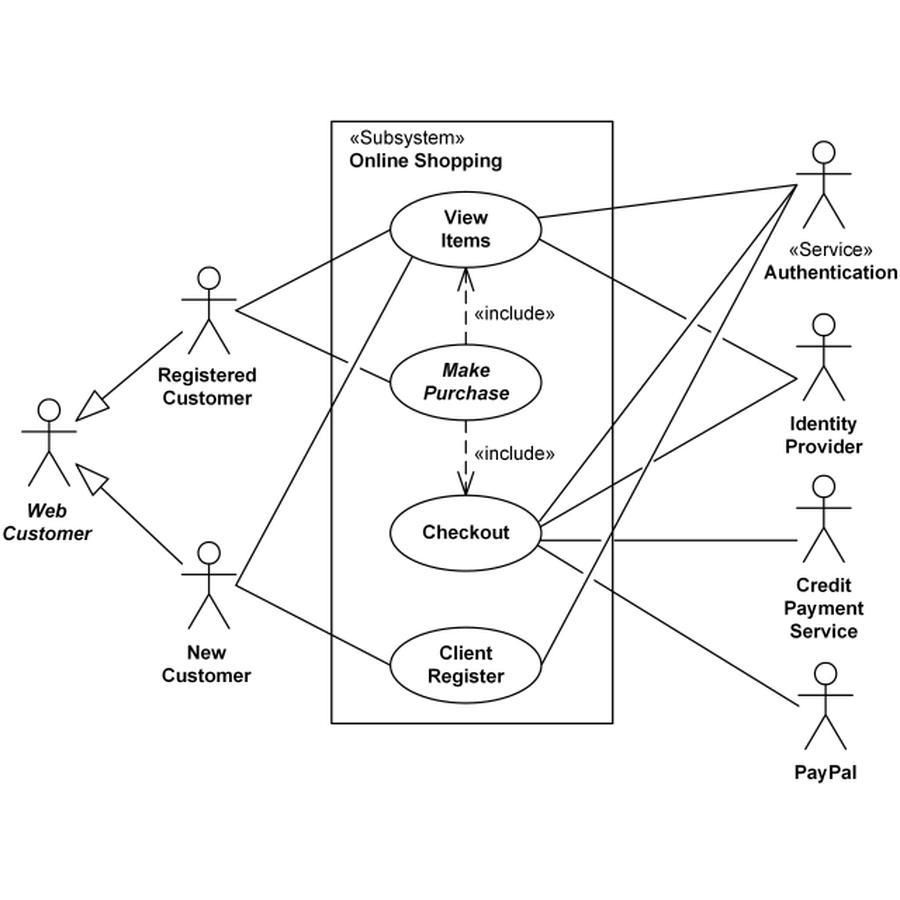 «Subsystem»
Online Shopping
View
Items
«include»
Make
Purchase
«include»
Checkout
Client
Register
Registered
Customer
Web
Customer
New
Customer
«Service»
Authentication
Identity
Provider
Credit
Payment
Service
PayPal